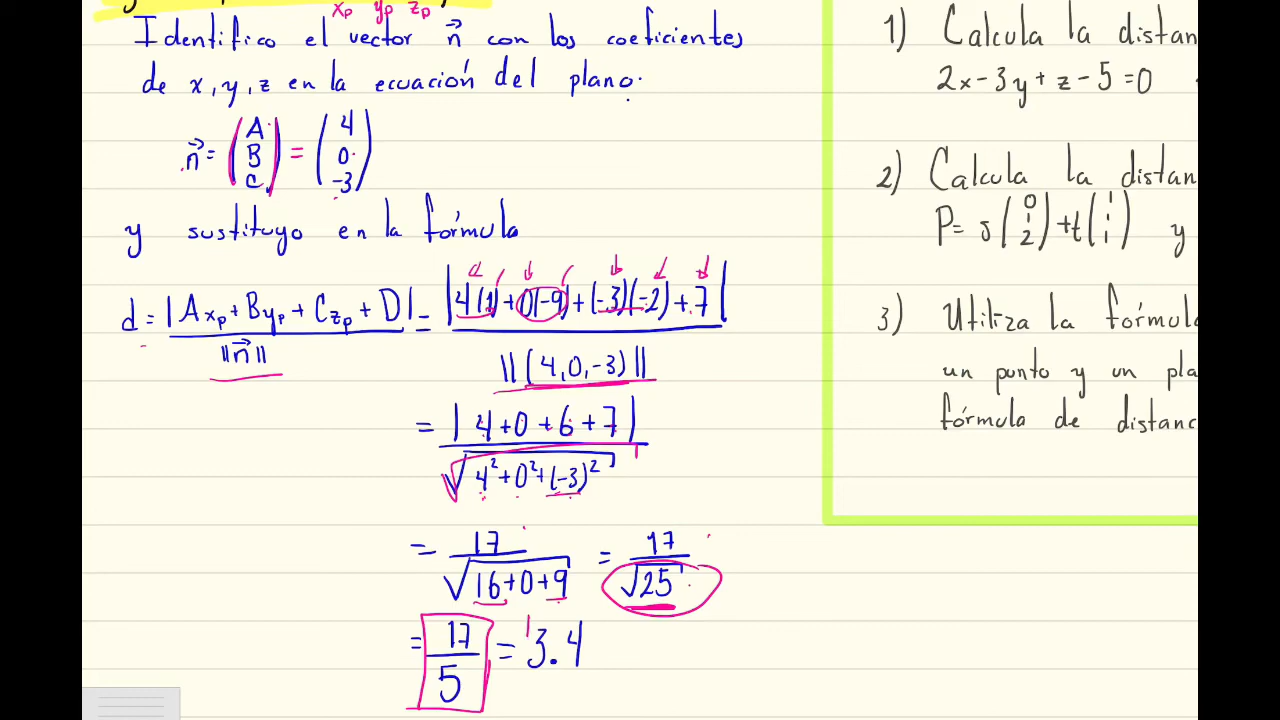 xp yp zp
Identifico el vector n⃗ con los coeficientes
de x, y, z en la ecuación del plano.
n⃗ = (A B C) = (4 0 -3)
y sustituyo en la fórmula
d = |Axp + Byp + Czp + D| / ||n⃗|| = |4(1) + 0(-9) + (-3)(-2) + 7| / ||(4,0,-3)||
= |4+0+6+7| / √4²+0²+(-3)²
= 17 / √16+0+9 = 17 / √25
= 17/5 = 3.4
1) Calcula la distan
2x-3y+z-5=0
2) Calcula la distan
P= s(0 1 2)+t(1 1 1) y
3) Utiliza la fórmula
un punto y un pla
fórmula de distanc